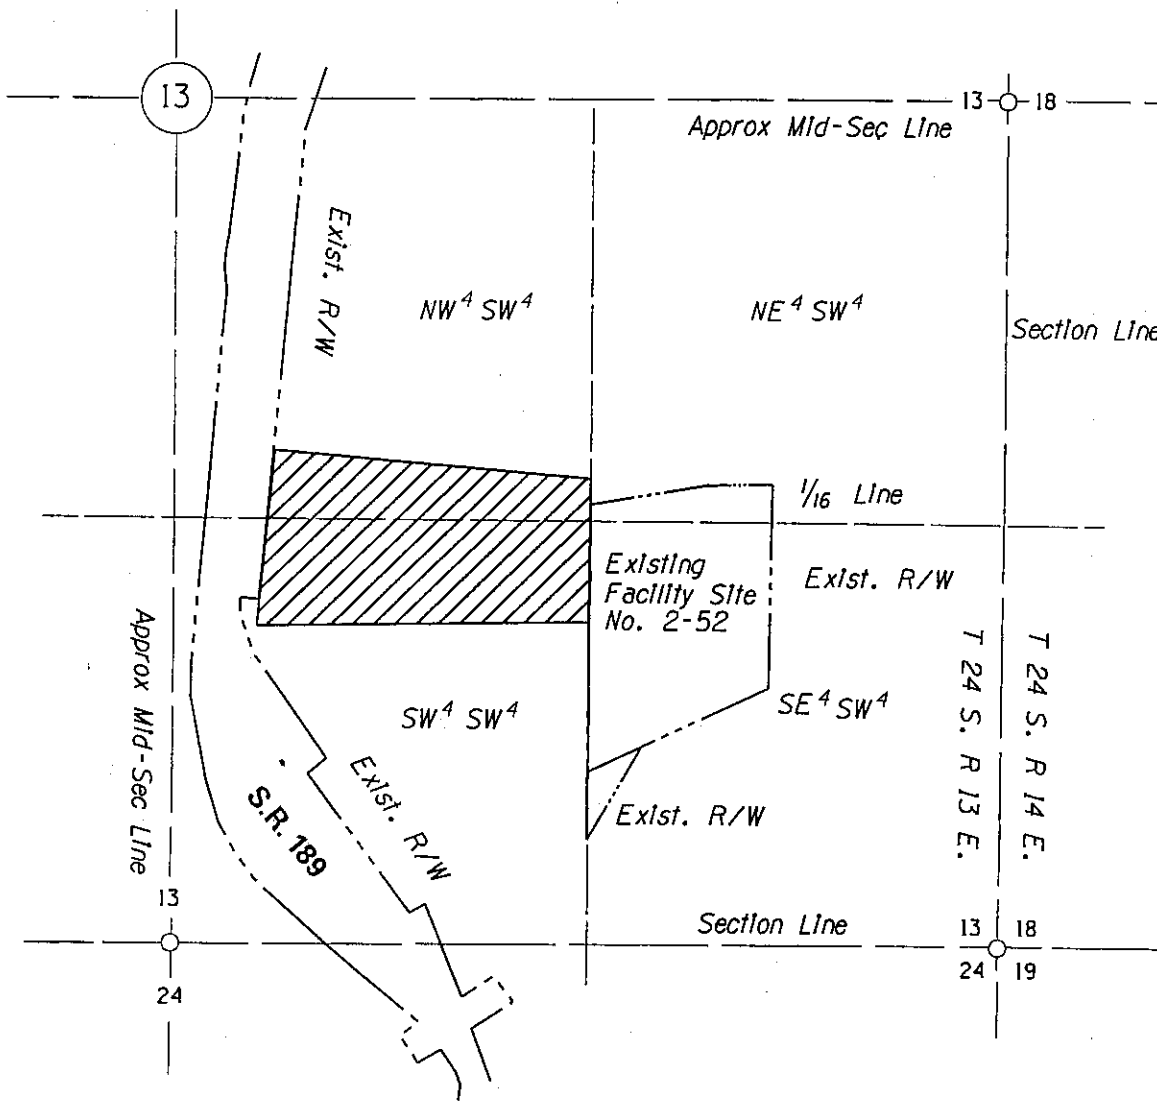 13
13 18
Approx Mid-Sec Line
Exist. R/W
NW⁴ SW⁴
NE⁴ SW⁴
Section Line
1/16 Line
Existing
Facility Site
No. 2-52
Exist. R/W
Approx Mid-Sec Line
T 24 S. R 13 E.
T 24 S. R 14 E.
SW⁴ SW⁴
SE⁴ SW⁴
S.R. 189
Exist. R/W
Exist. R/W
13
24
Section Line
13 18
24 19